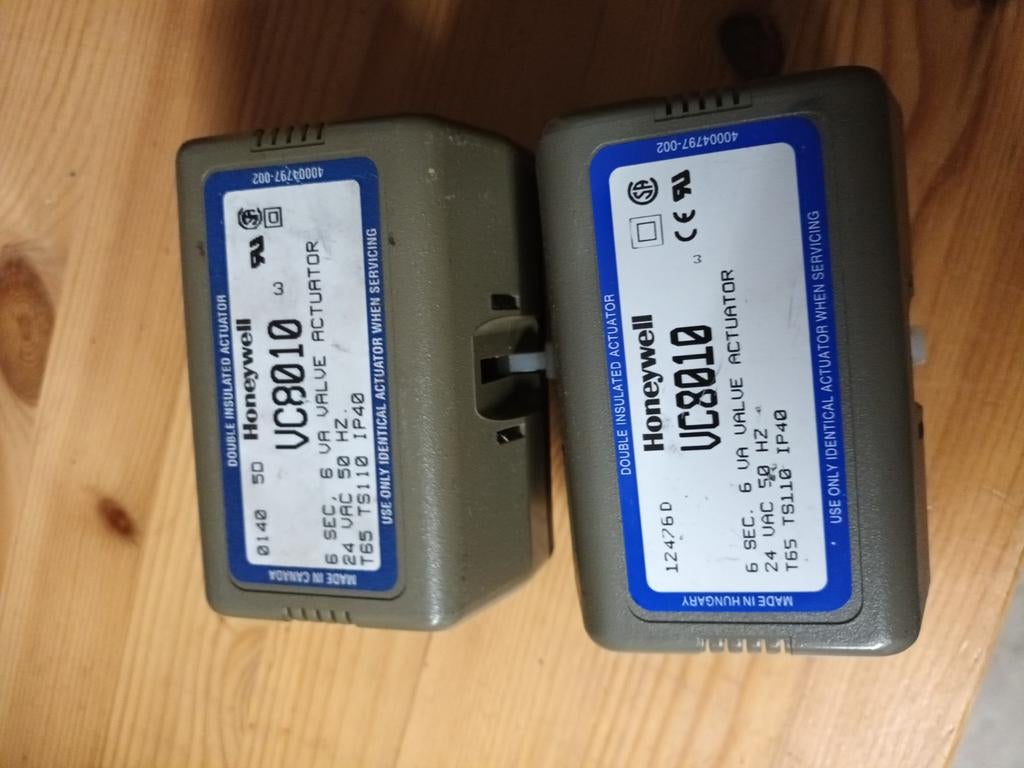 40004797-002
DOUBLE INSULATED ACTUATOR
0140 5D
Honeywell
VC8010 3
6 SEC. 6 VA VALVE ACTUATOR
24 VAC 50 HZ.
T65 TS110 IP40
USE ONLY IDENTICAL ACTUATOR WHEN SERVICING
MADE IN CANADA
40004797-002
DOUBLE INSULATED ACTUATOR
12476D
Honeywell
VC8010 3
CE
6 SEC. 6 VA VALVE ACTUATOR
24 VAC 50 HZ
T65 TS110 IP40
USE ONLY IDENTICAL ACTUATOR WHEN SERVICING
MADE IN HUNGARY